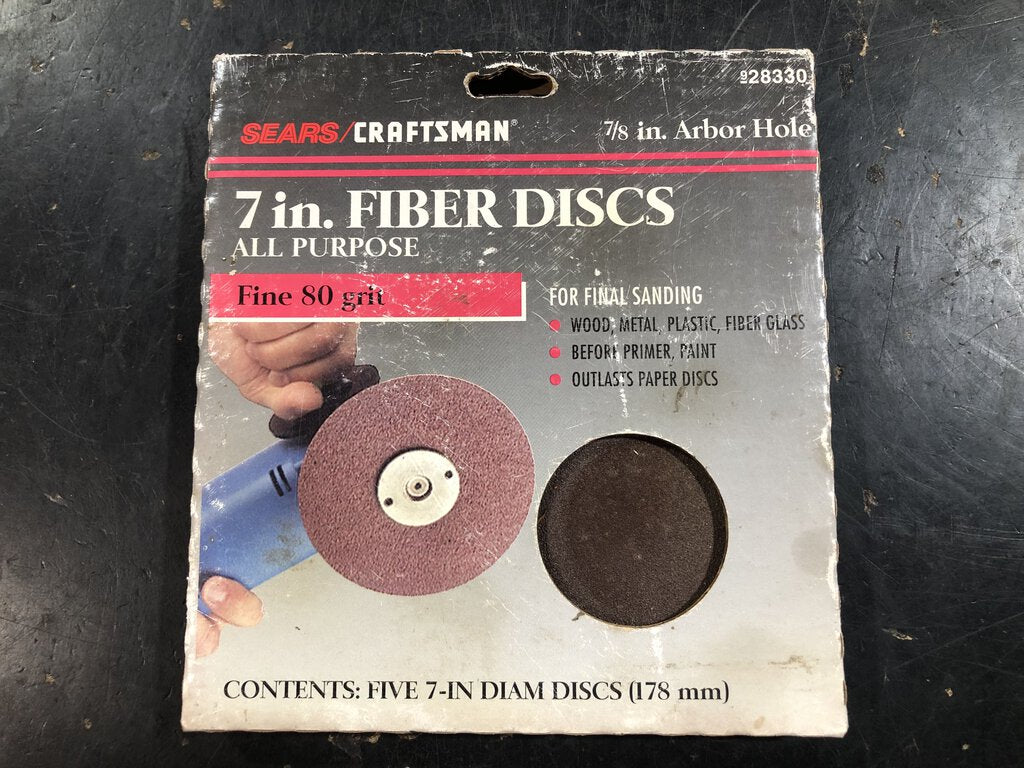 928330
SEARS/CRAFTSMAN®
7/8 in. Arbor Hole
7 in. FIBER DISCS
ALL PURPOSE
Fine 80 grit
FOR FINAL SANDING
WOOD, METAL, PLASTIC, FIBER GLASS
BEFORE PRIMER, PAINT
OUTLASTS PAPER DISCS
CONTENTS: FIVE 7-IN DIAM DISCS (178 mm)